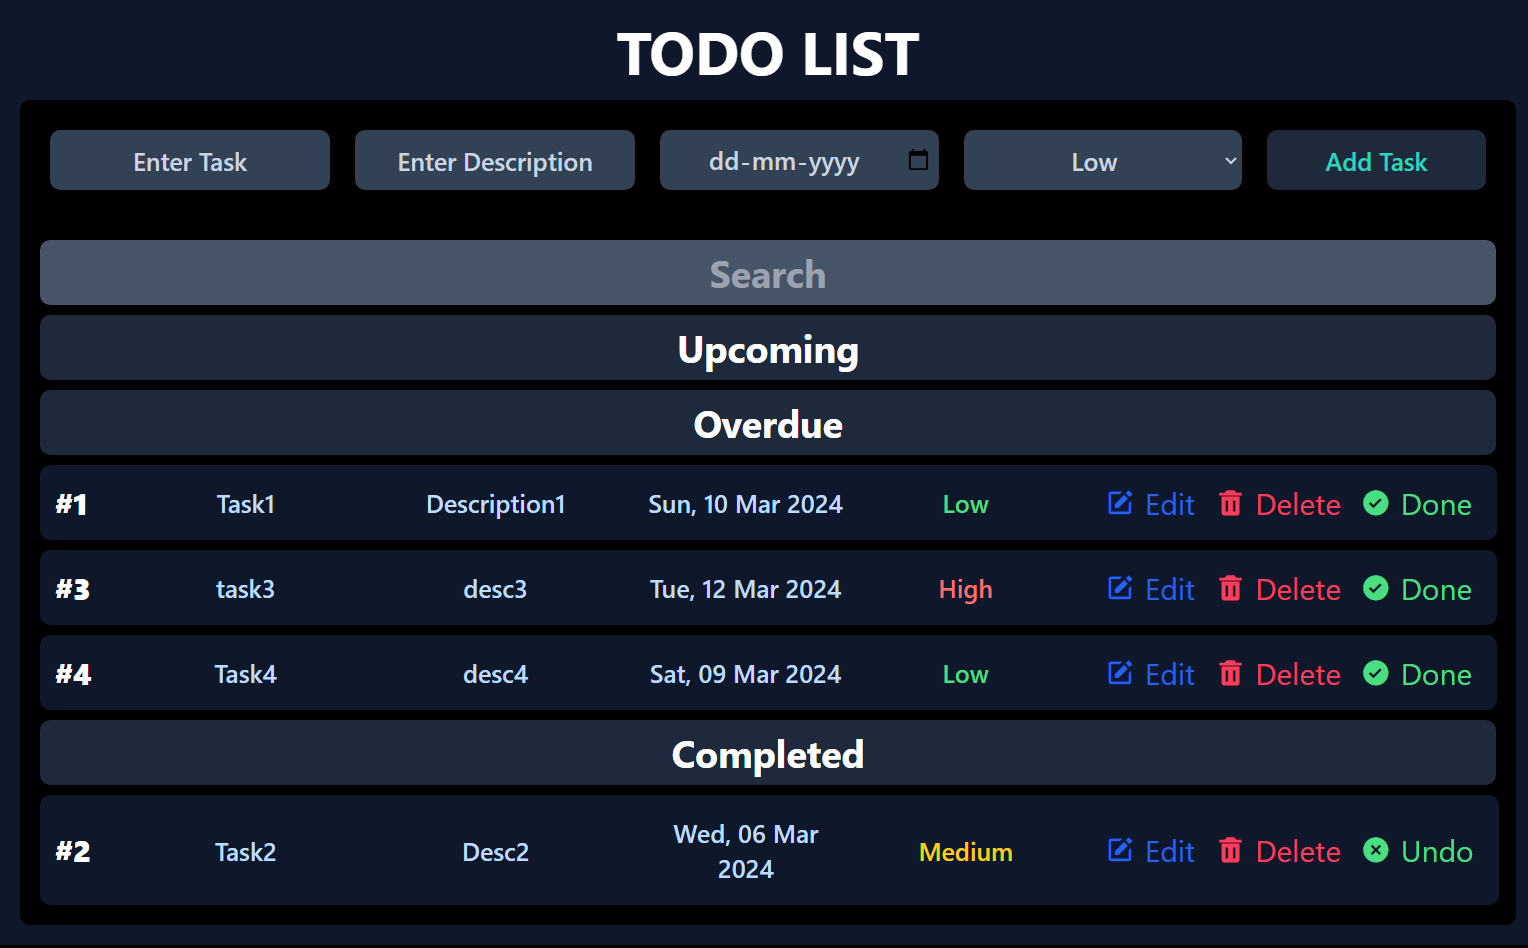 TODO LIST
Enter Task Enter Description dd-mm-yyyy Low Add Task
Search
Upcoming
Overdue
#1 Task1 Description1 Sun, 10 Mar 2024 Low Edit Delete Done
#3 task3 desc3 Tue, 12 Mar 2024 High Edit Delete Done
#4 Task4 desc4 Sat, 09 Mar 2024 Low Edit Delete Done
Completed
#2 Task2 Desc2 Wed, 06 Mar
2024 Medium Edit Delete Undo